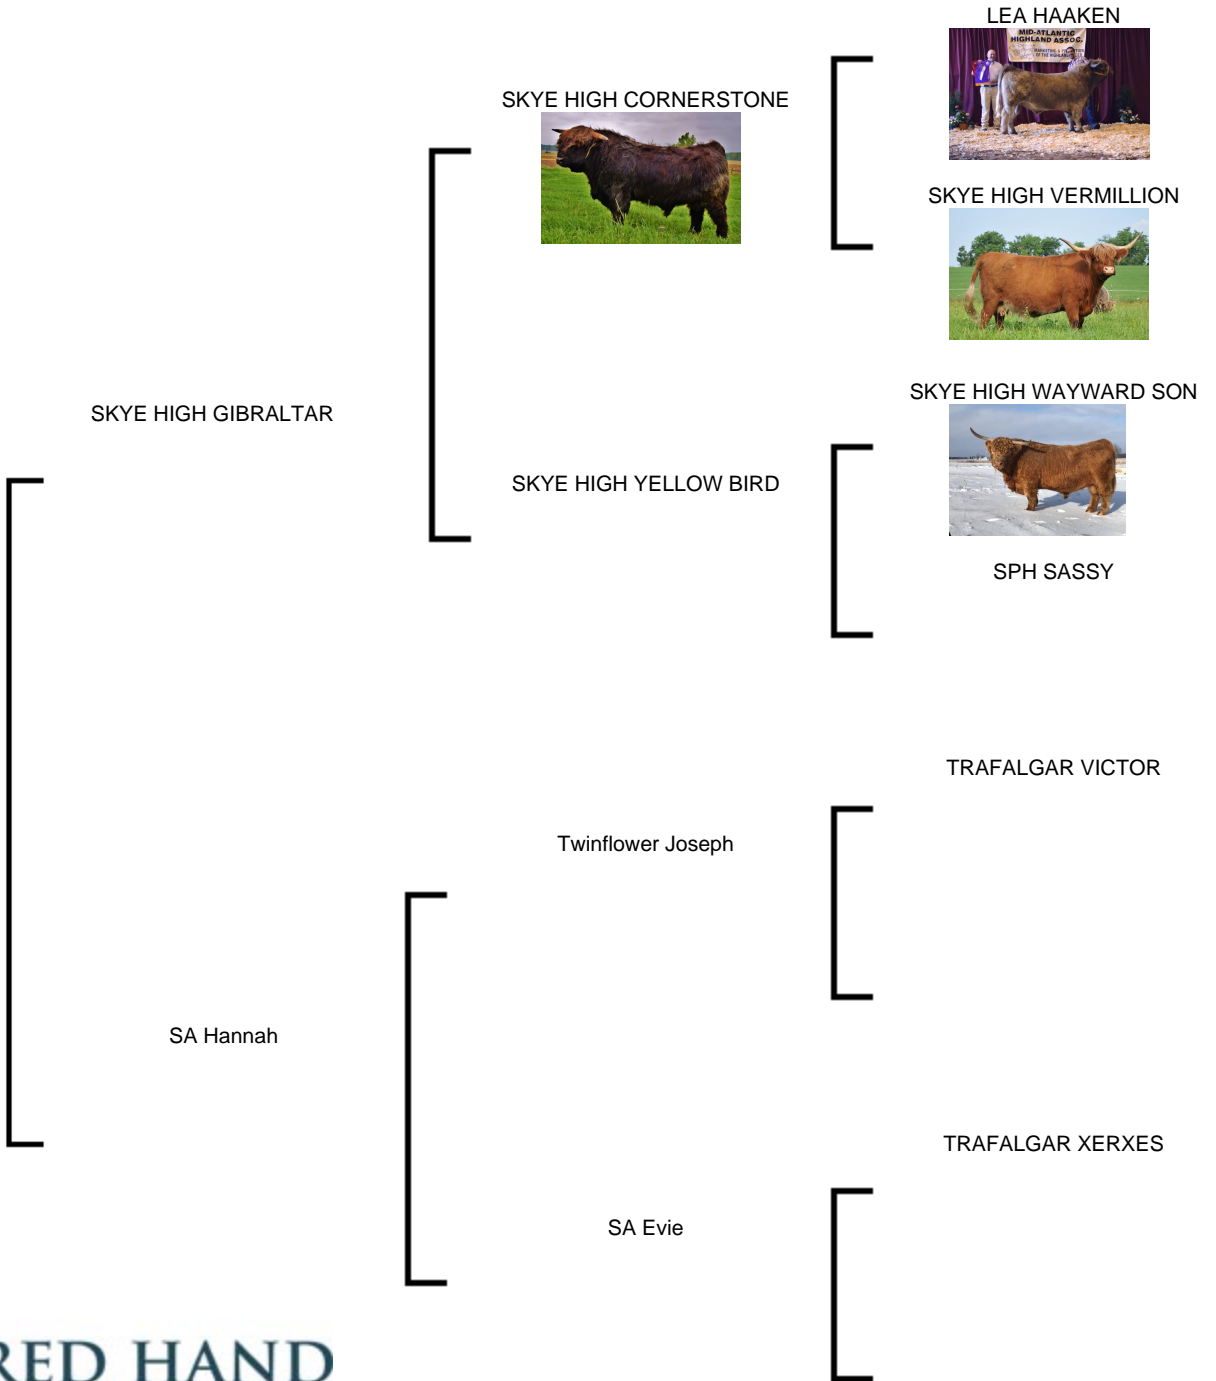 LEA HAAKEN
MID-ATLANTIC
HIGHLAND ASSOC.
SKYE HIGH CORNERSTONE
SKYE HIGH VERMILLION
SKYE HIGH WAYWARD SON
SKYE HIGH GIBRALTAR
SKYE HIGH YELLOW BIRD
SPH SASSY
TRAFALGAR VICTOR
Twinflower Joseph
SA Hannah
TRAFALGAR XERXES
SA Evie
RED HAND